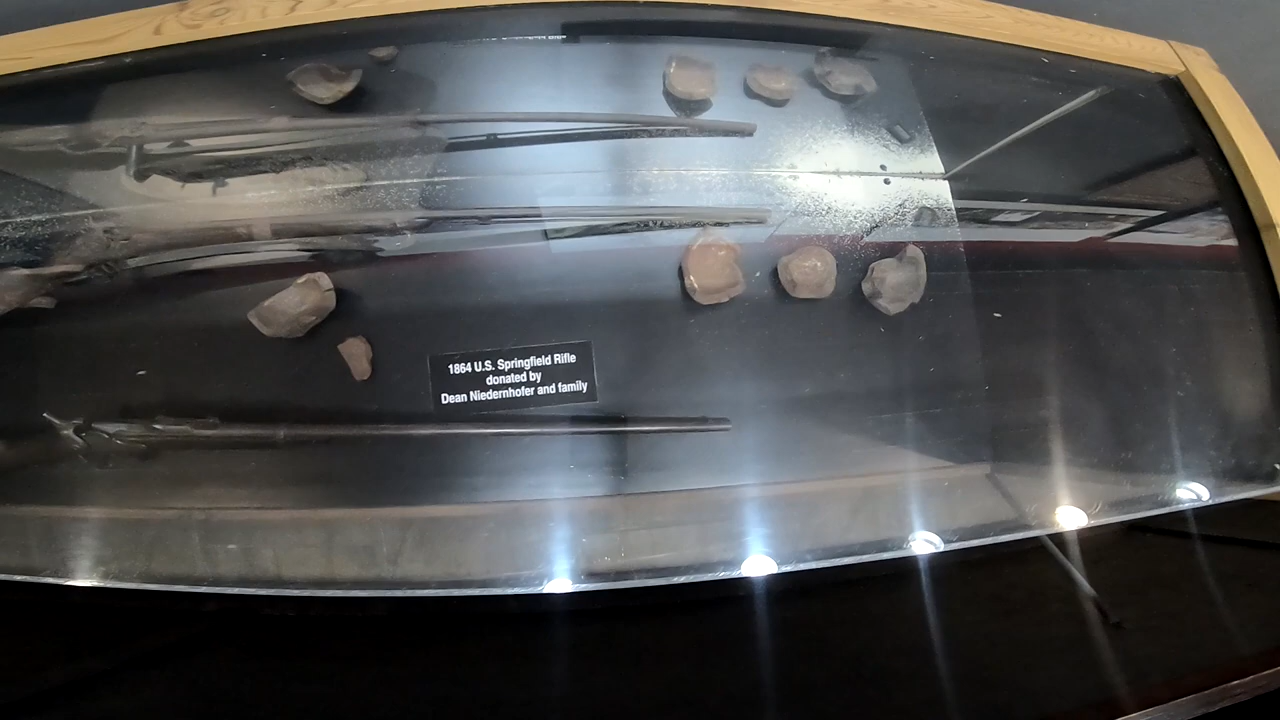 1864 U.S. Springfield Rifle
donated by
Dean Niedernhofer and family